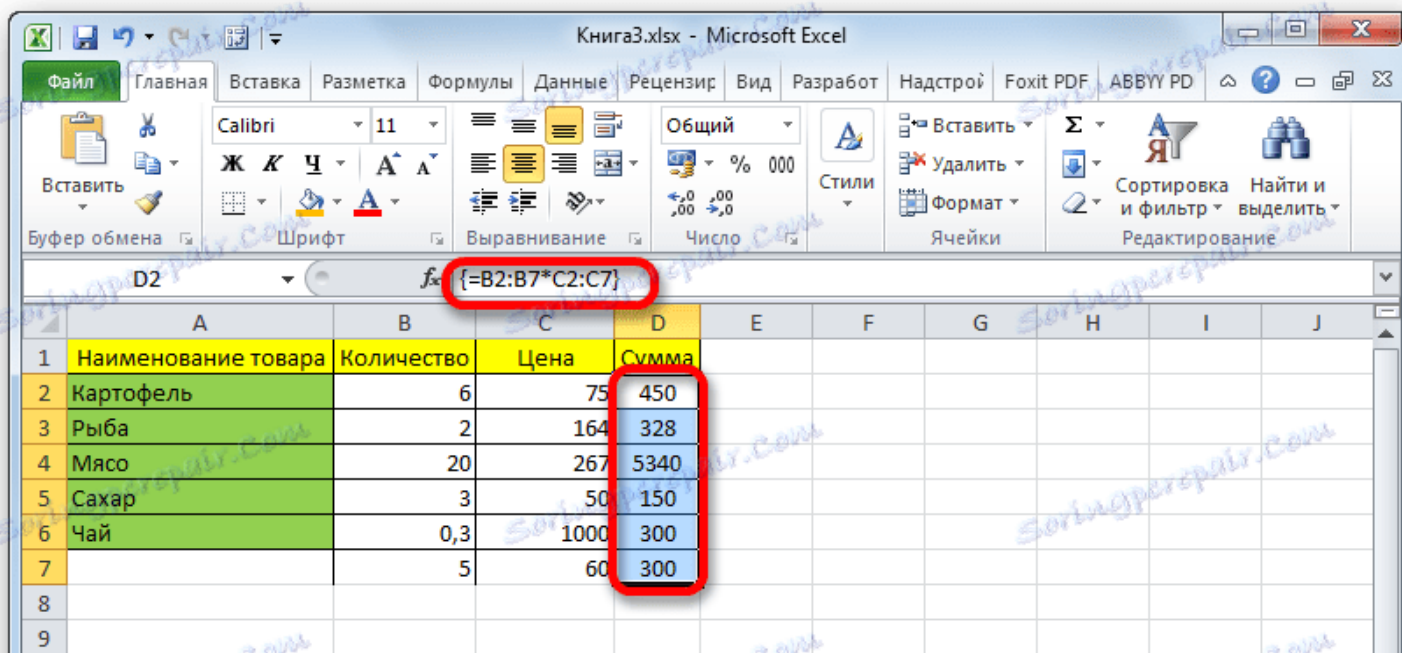 Книга3.xlsx - Microsoft Excel
Файл Главная Вставка Разметка Формулы Данные Рецензир Вид Разработ Надстрой Foxit PDF ABBYY PD
Calibri 11 Общий Вставить Σ
Ж К Ч А А % 000 Удалить
Вставить Стили Формат Сортировка и фильтр Найти и выделить
Буфер обмена Шрифт Выравнивание Число Ячейки Редактирование
D2 fx {=B2:B7*C2:C7}
A B C D E F G H I J
1 Наименование товара Количество Цена Сумма
2 Картофель 6 75 450
3 Рыба 2 164 328
4 Мясо 20 267 5340
5 Сахар 3 50 150
6 Чай 0,3 1000 300
7 5 60 300
8
9